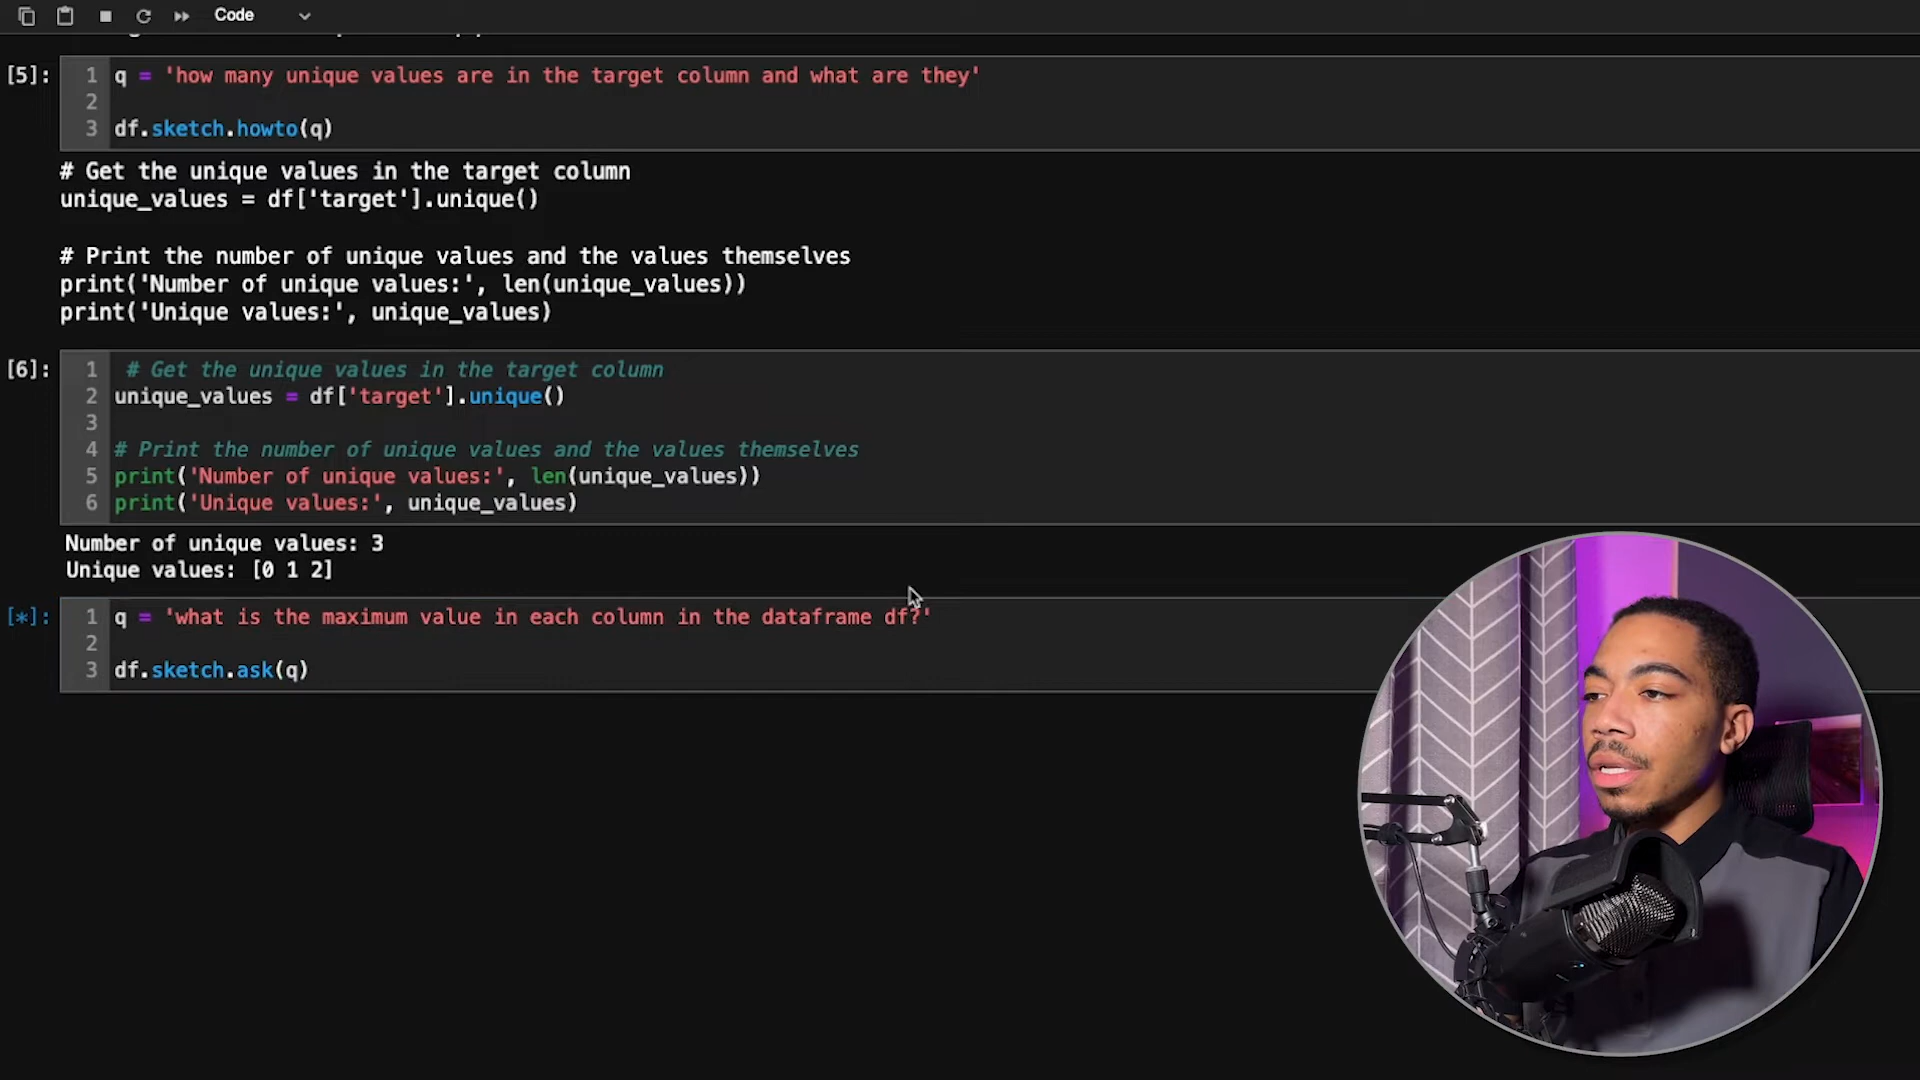 Code
[5]:
1 q = 'how many unique values are in the target column and what are they'
2
3 df.sketch.howto(q)
# Get the unique values in the target column
unique_values = df['target'].unique()
# Print the number of unique values and the values themselves
print('Number of unique values:', len(unique_values))
print('Unique values:', unique_values)
[6]:
1 # Get the unique values in the target column
2 unique_values = df['target'].unique()
3
4 # Print the number of unique values and the values themselves
5 print('Number of unique values:', len(unique_values))
6 print('Unique values:', unique_values)
Number of unique values: 3
Unique values: [0 1 2]
[*]:
1 q = 'what is the maximum value in each column in the dataframe df?'
2
3 df.sketch.ask(q)